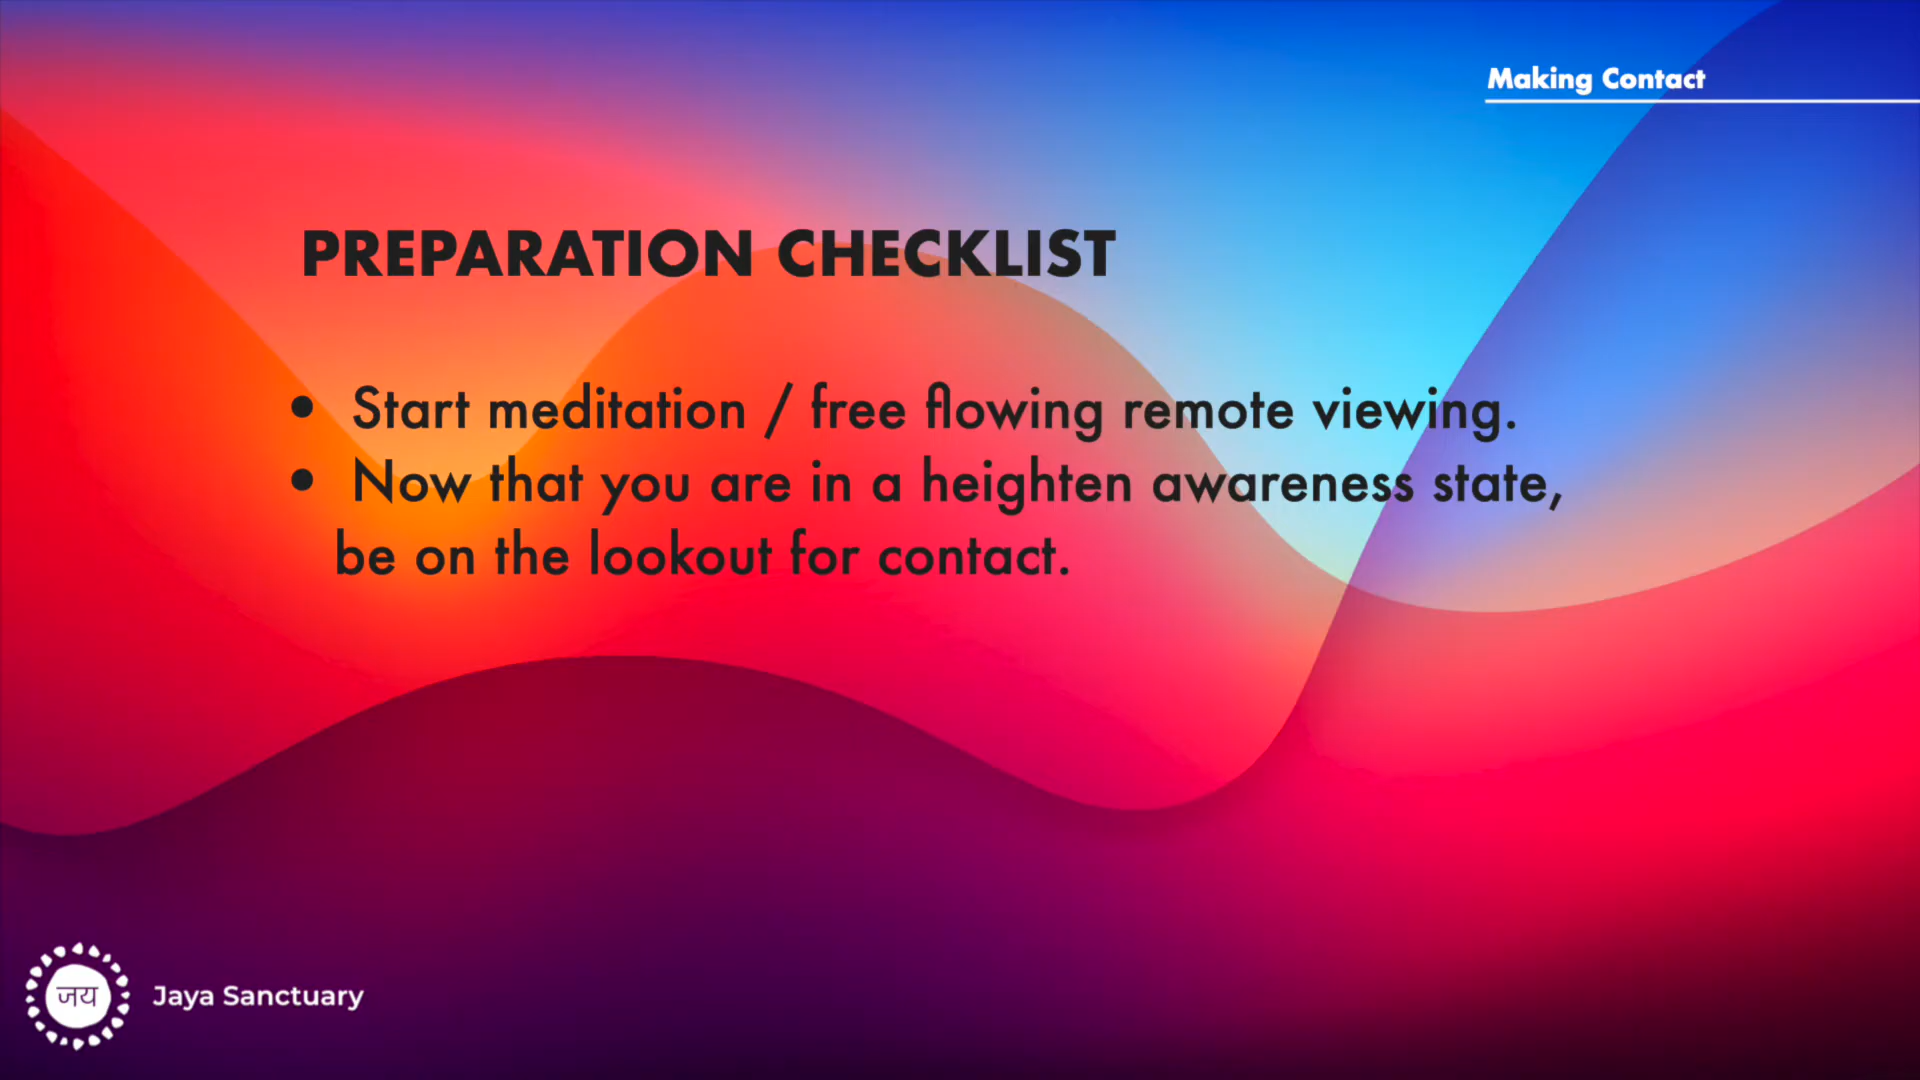 Making Contact
PREPARATION CHECKLIST
• Start meditation / free flowing remote viewing.
• Now that you are in a heighten awareness state,
be on the lookout for contact.
जय
Jaya Sanctuary